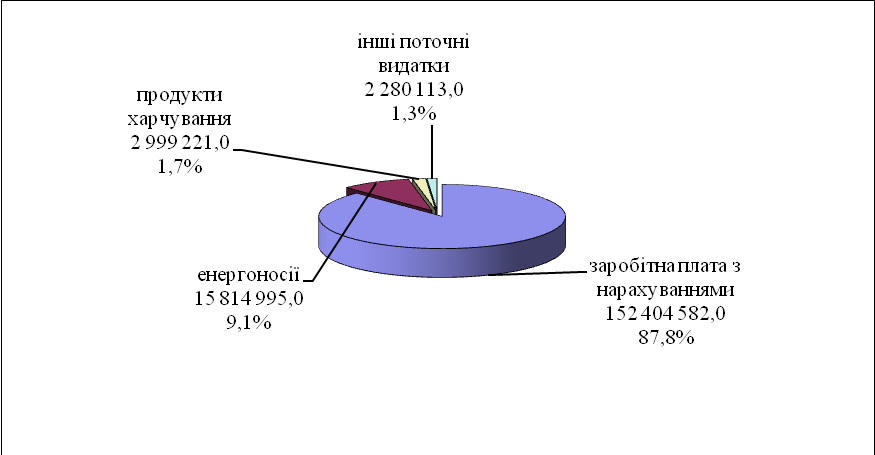 інші поточні
видатки
2 280 113,0
1,3%
продукти
харчування
2 999 221,0
1,7%
енергоносії
15 814 995,0
9,1%
заробітна плата з
нарахуваннями
152 404 582,0
87,8%